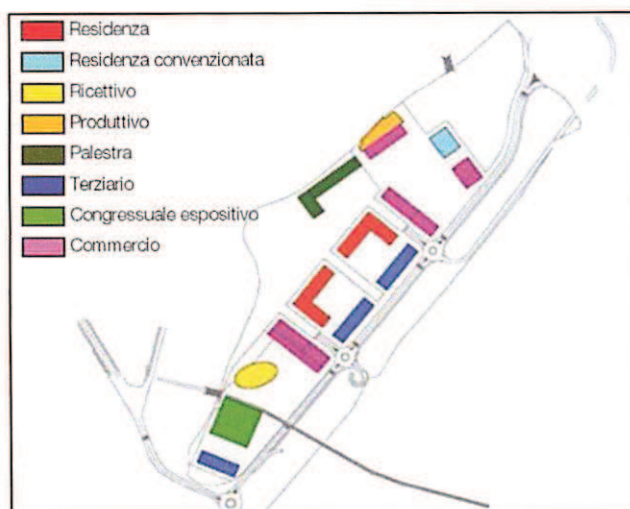 Residenza
Residenza convenzionata
Ricettivo
Produttivo
Palestra
Terziario
Congressuale espositivo
Commercio